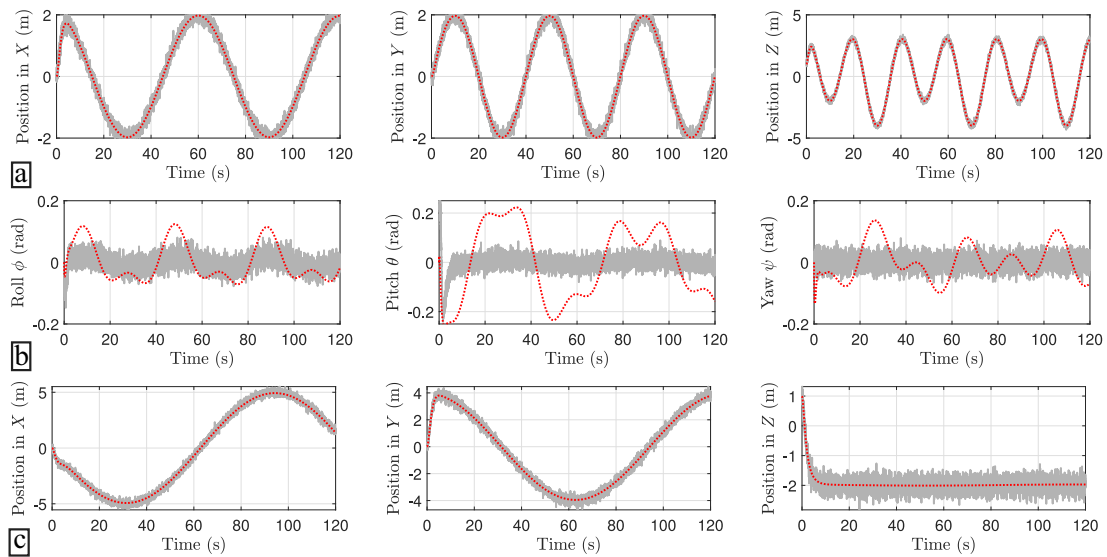 Position in X (m)
2
0
-2
0 20 40 60 80 100 120
Time (s)
Position in Y (m)
2
0
-2
0 20 40 60 80 100 120
Time (s)
Position in Z (m)
5
0
-5
0 20 40 60 80 100 120
Time (s)
a
Roll ϕ (rad)
0.2
0
-0.2
0 20 40 60 80 100 120
Time (s)
Pitch θ (rad)
0.2
0
-0.2
0 20 40 60 80 100 120
Time (s)
Yaw ψ (rad)
0.2
0
-0.2
0 20 40 60 80 100 120
Time (s)
b
Position in X (m)
5
0
-5
0 20 40 60 80 100 120
Time (s)
Position in Y (m)
4
2
0
-2
-4
0 20 40 60 80 100 120
Time (s)
Position in Z (m)
1
0
-1
-2
0 20 40 60 80 100 120
Time (s)
c